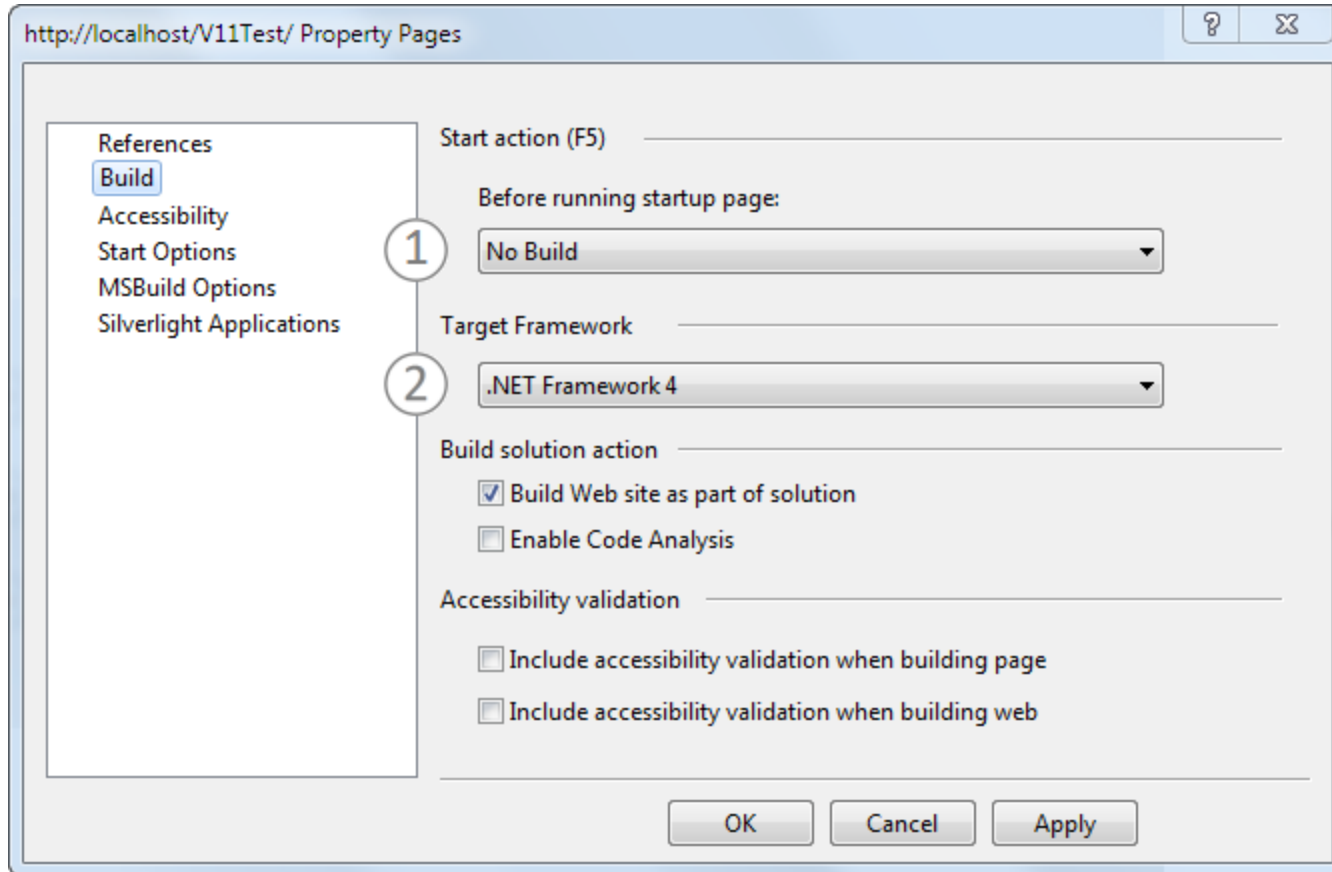 http://localhost/V11Test/ Property Pages
References
Build
Accessibility
Start Options
MSBuild Options
Silverlight Applications
Start action (F5)
Before running startup page:
1
No Build
Target Framework
2
.NET Framework 4
Build solution action
Build Web site as part of solution
Enable Code Analysis
Accessibility validation
Include accessibility validation when building page
Include accessibility validation when building web
OK Cancel Apply